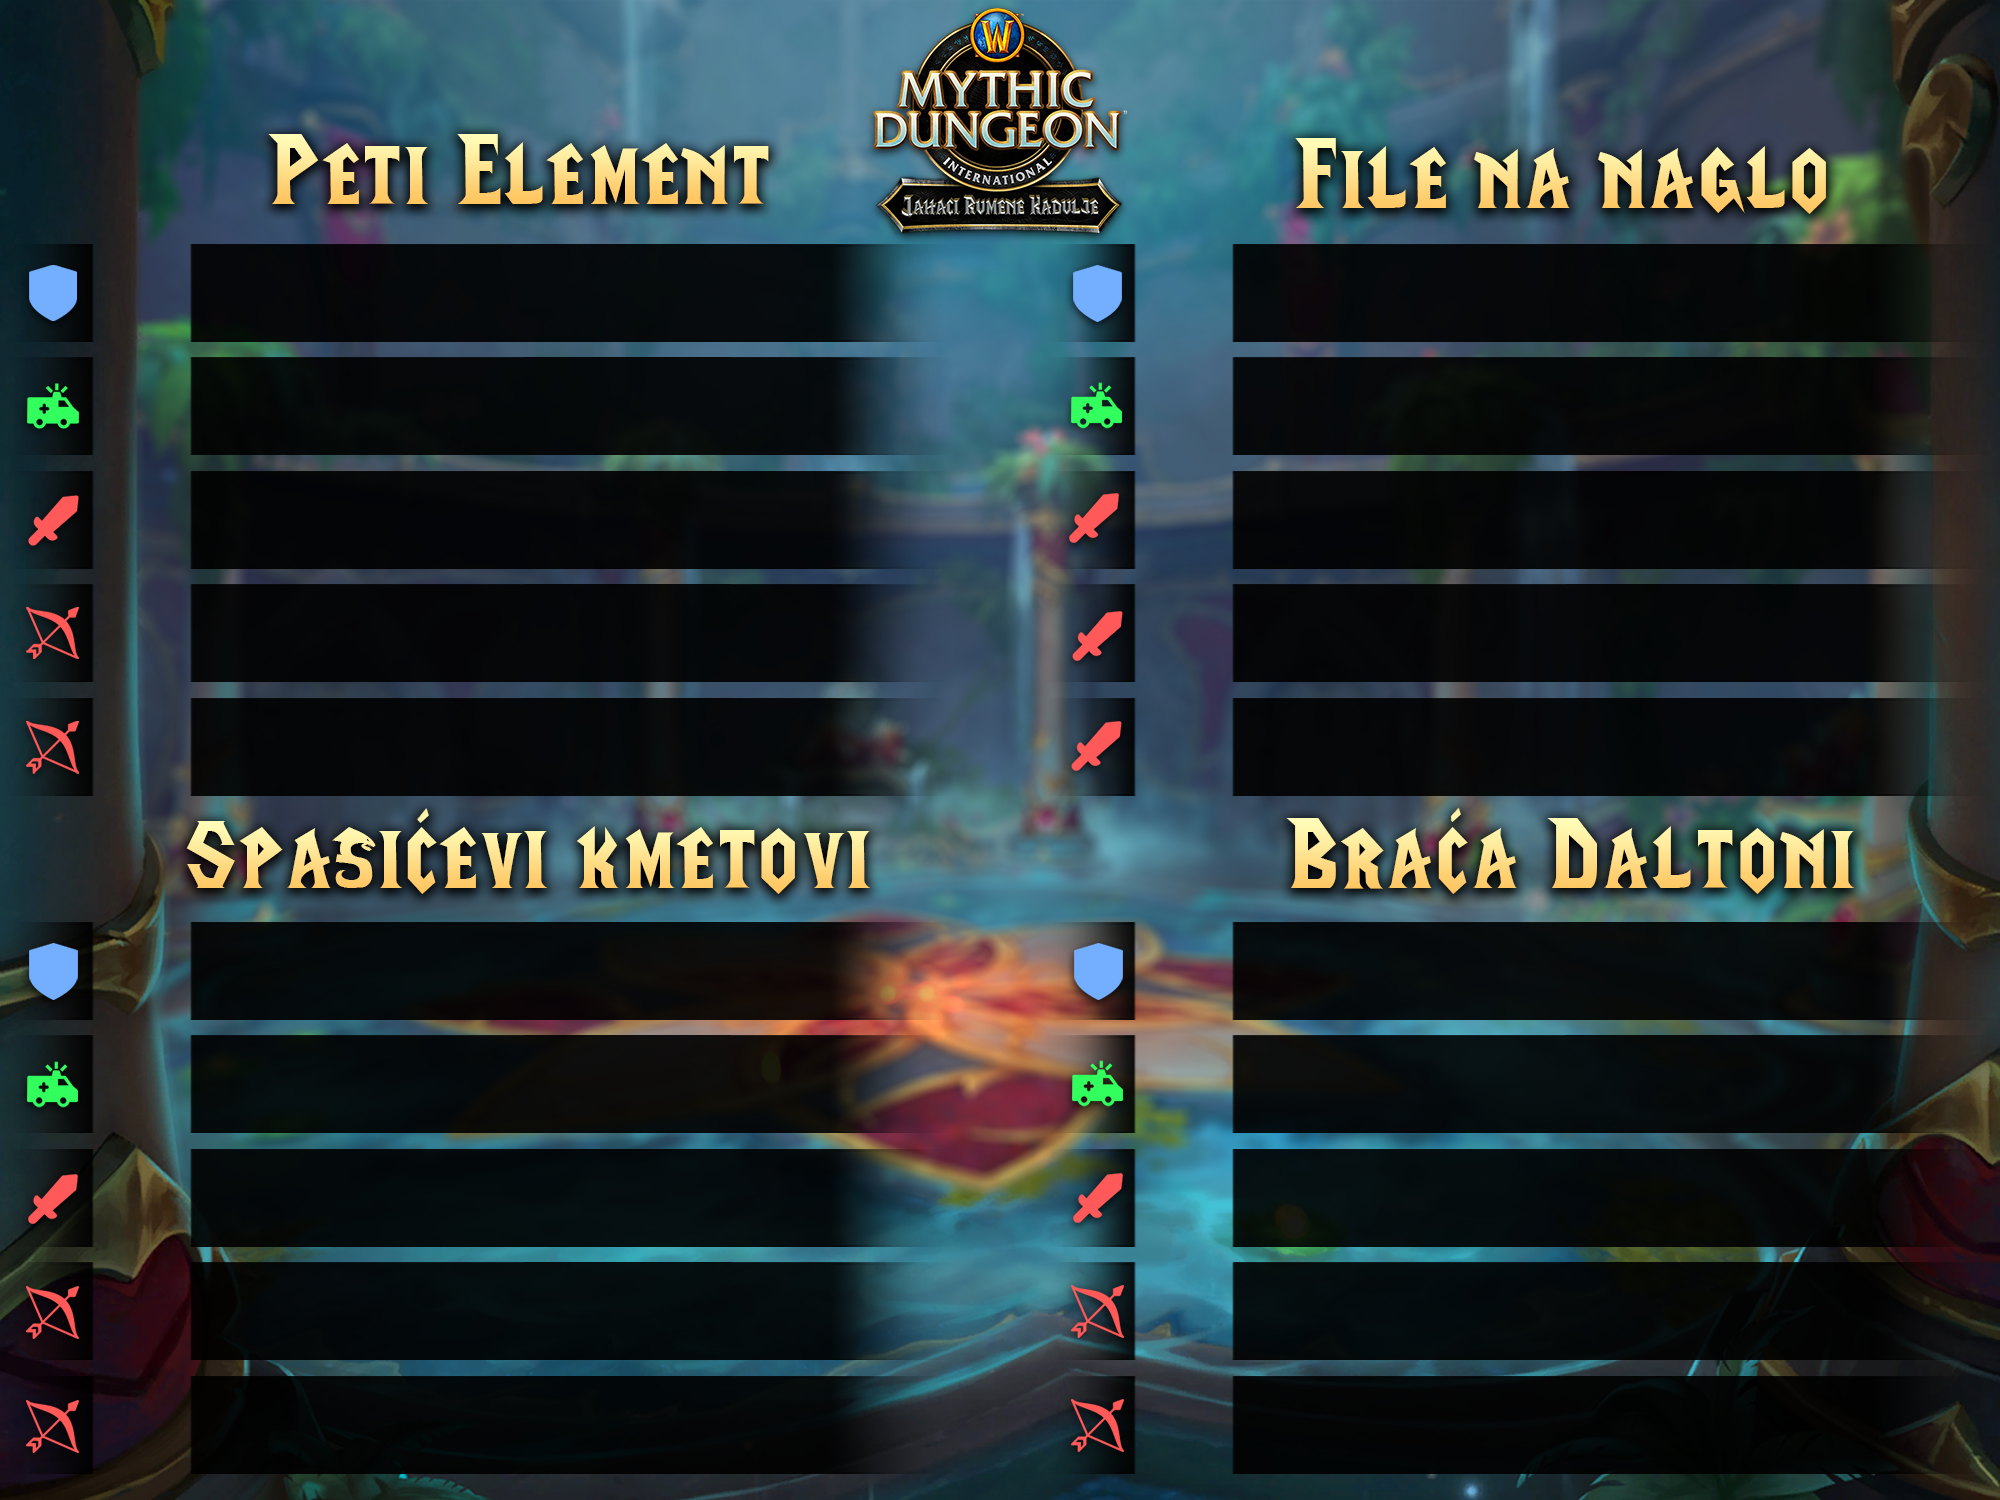 MYTHIC
DUNGEON
INTERNATIONAL
Jahaci Rumene Kadulje
Peti Element
File na naglo
Spasićevi kmetovi
Braća Daltoni